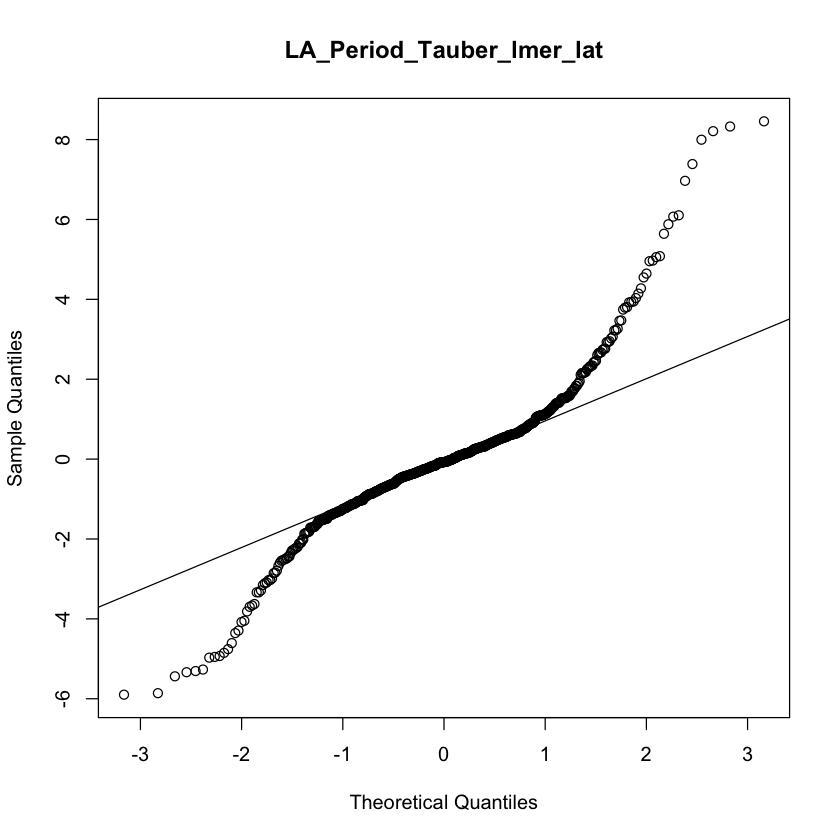 LA_Period_Tauber_lmer_lat
Sample Quantiles
8
6
4
2
0
-2
-4
-6
-3 -2 -1 0 1 2 3
Theoretical Quantiles